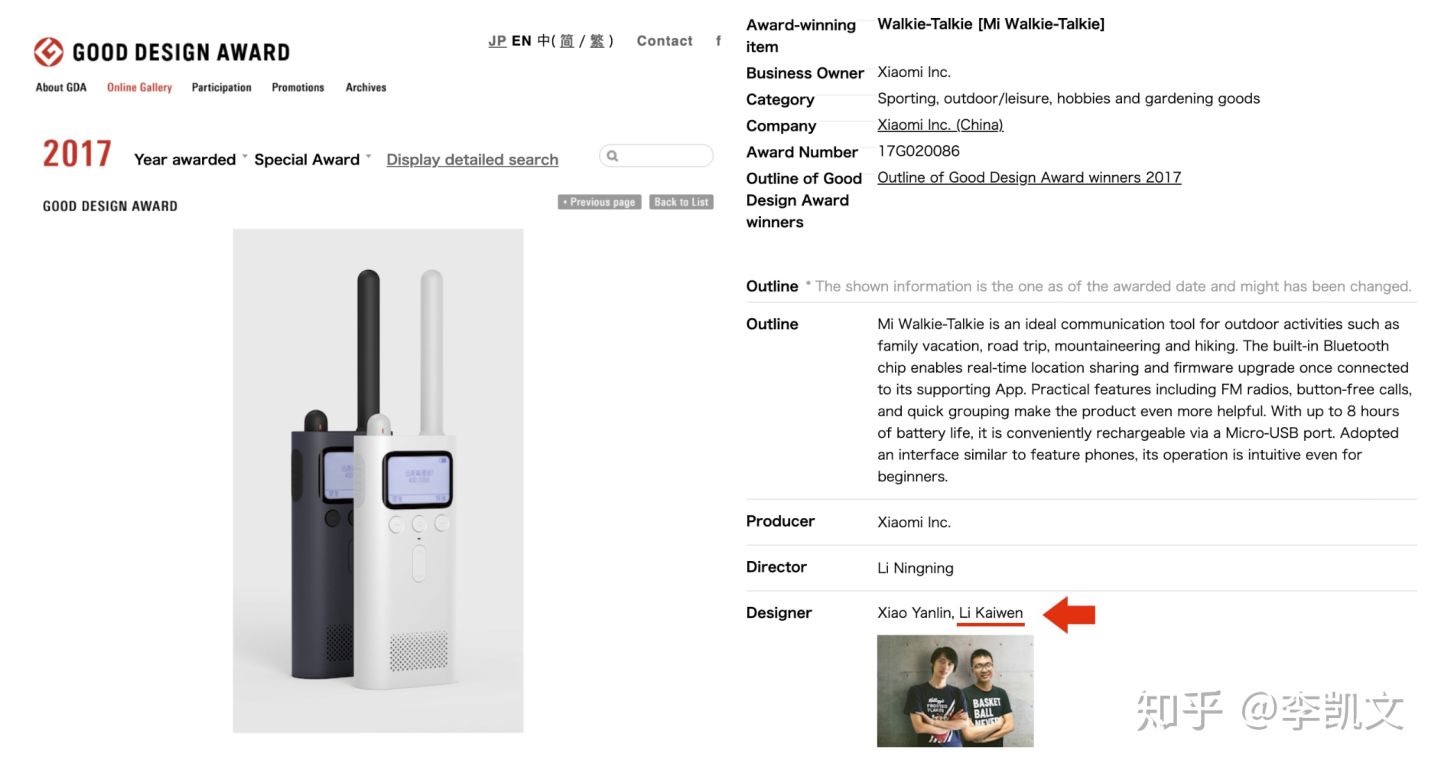 GOOD DESIGN AWARD
JP EN 中( 简 / 繁 ) Contact f
About GDA Online Gallery Participation Promotions Archives
2017 Year awarded Special Award Display detailed search
GOOD DESIGN AWARD
Previous page Back to List
Award-winning item
Walkie-Talkie [Mi Walkie-Talkie]
Business Owner Xiaomi Inc.
Category Sporting, outdoor/leisure, hobbies and gardening goods
Company Xiaomi Inc. (China)
Award Number 17G020086
Outline of Good Design Award winners
Outline of Good Design Award winners 2017
Outline * The shown information is the one as of the awarded date and might has been changed.
Outline
Mi Walkie-Talkie is an ideal communication tool for outdoor activities such as
family vacation, road trip, mountaineering and hiking. The built-in Bluetooth
chip enables real-time location sharing and firmware upgrade once connected
to its supporting App. Practical features including FM radios, button-free calls,
and quick grouping make the product even more helpful. With up to 8 hours
of battery life, it is conveniently rechargeable via a Micro-USB port. Adopted
an interface similar to feature phones, its operation is intuitive even for
beginners.
Producer Xiaomi Inc.
Director Li Ningning
Designer Xiao Yanlin, Li Kaiwen
BASKET
BALL
NEVER
知乎 @李凯文